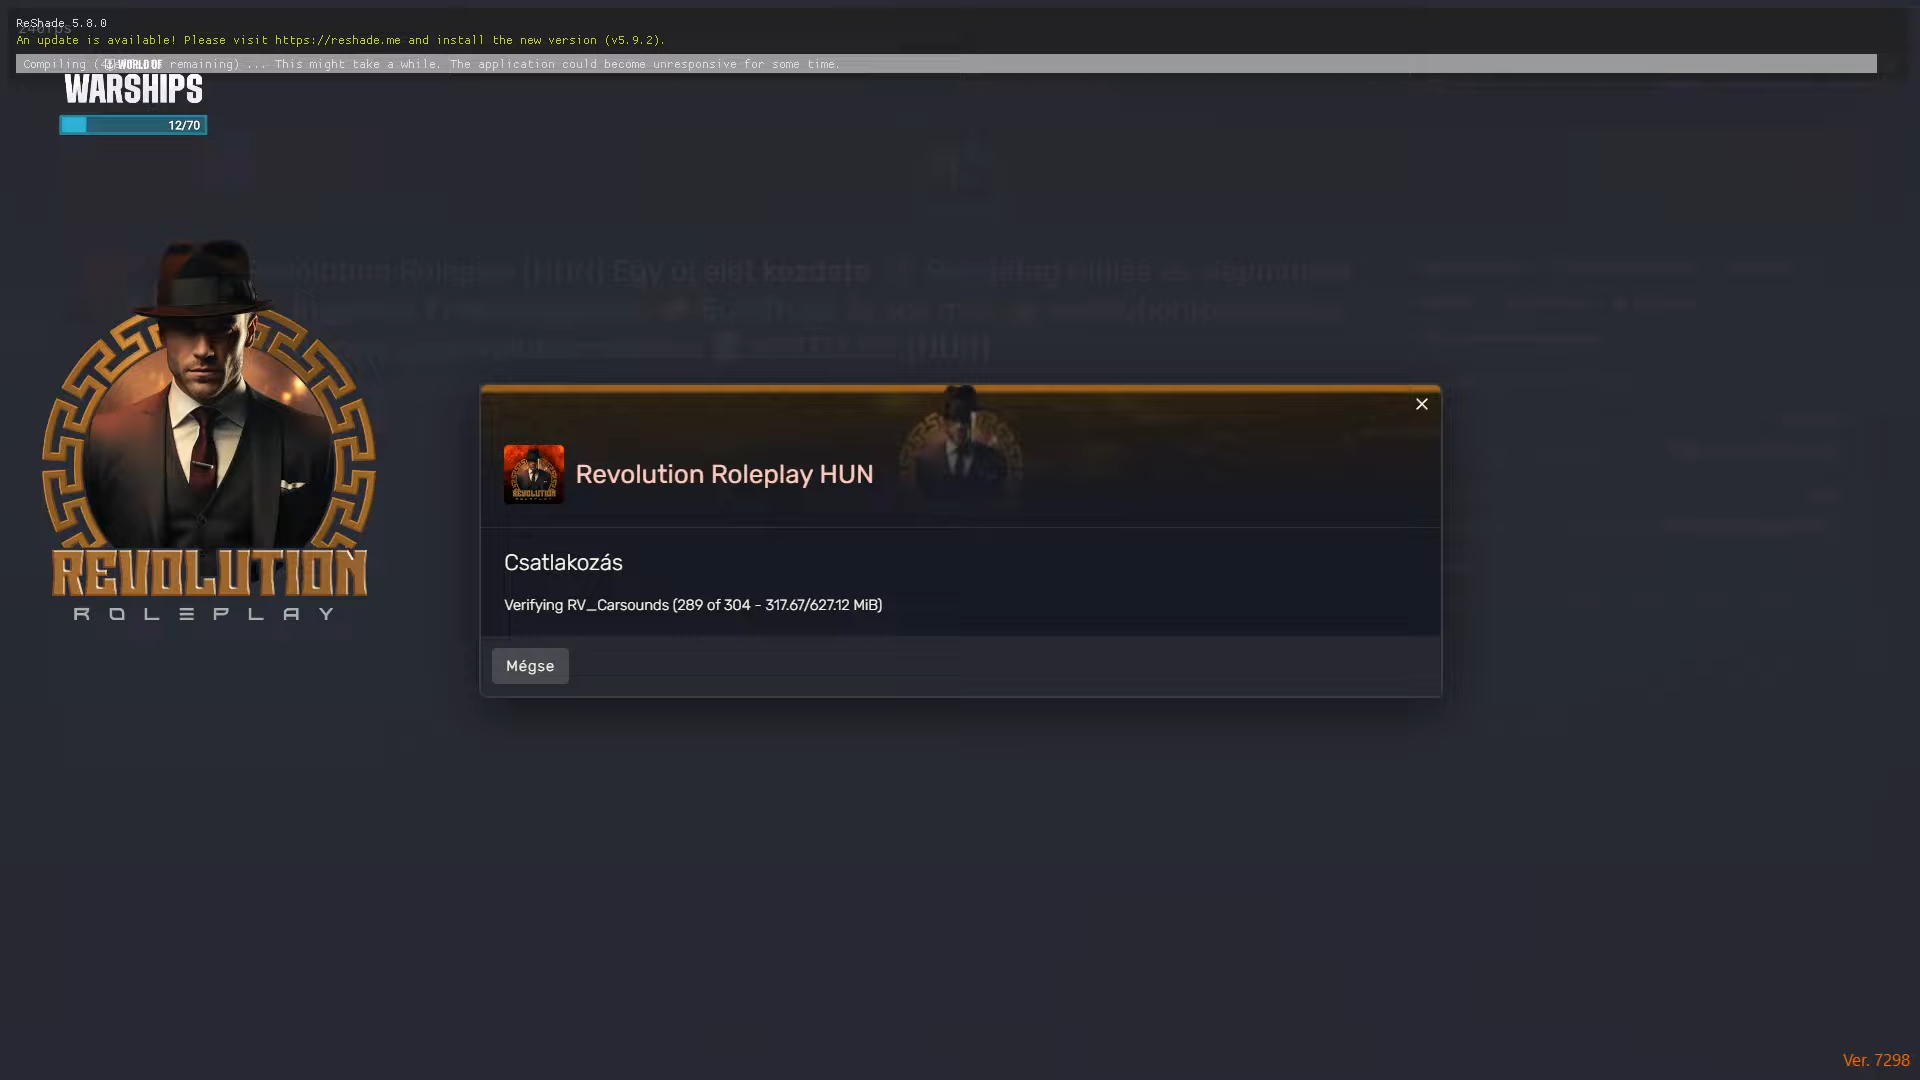 ReShade 5.8.0
An update is available! Please visit https://reshade.me and install the new version (v5.9.2).
Compiling (4 remaining) ... This might take a while. The application could become unresponsive for some time.
WORLD OF
WARSHIPS
12/70
REVOLUTION
ROLEPLAY
Revolution Roleplay HUN
Csatlakozás
Verifying RV_Carsounds (289 of 304 - 317.67/627.12 MiB)
Mégse
Ver. 7298